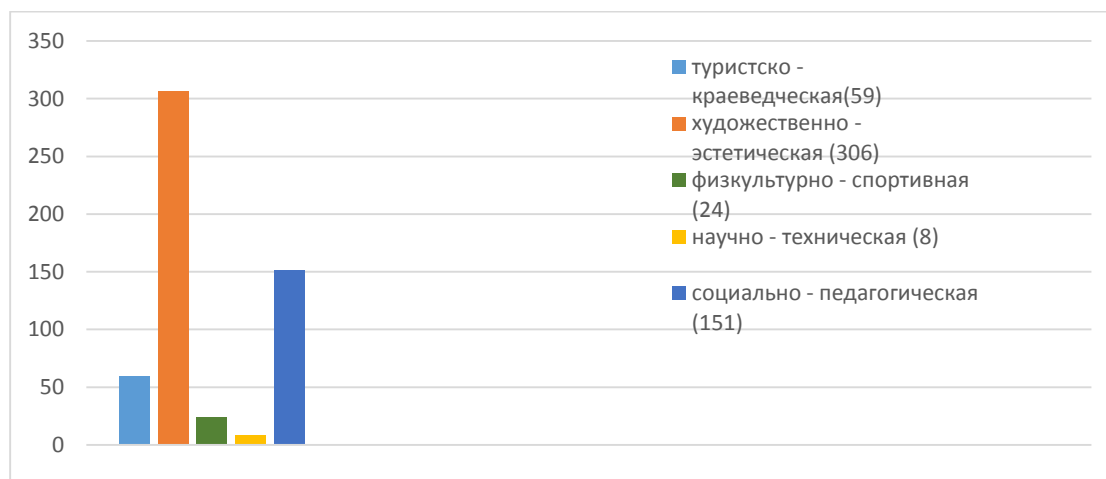 350
300
250
200
150
100
50
0
туристско -
краеведческая(59)
художественно -
эстетическая (306)
физкультурно - спортивная
(24)
научно - техническая (8)
социально - педагогическая
(151)